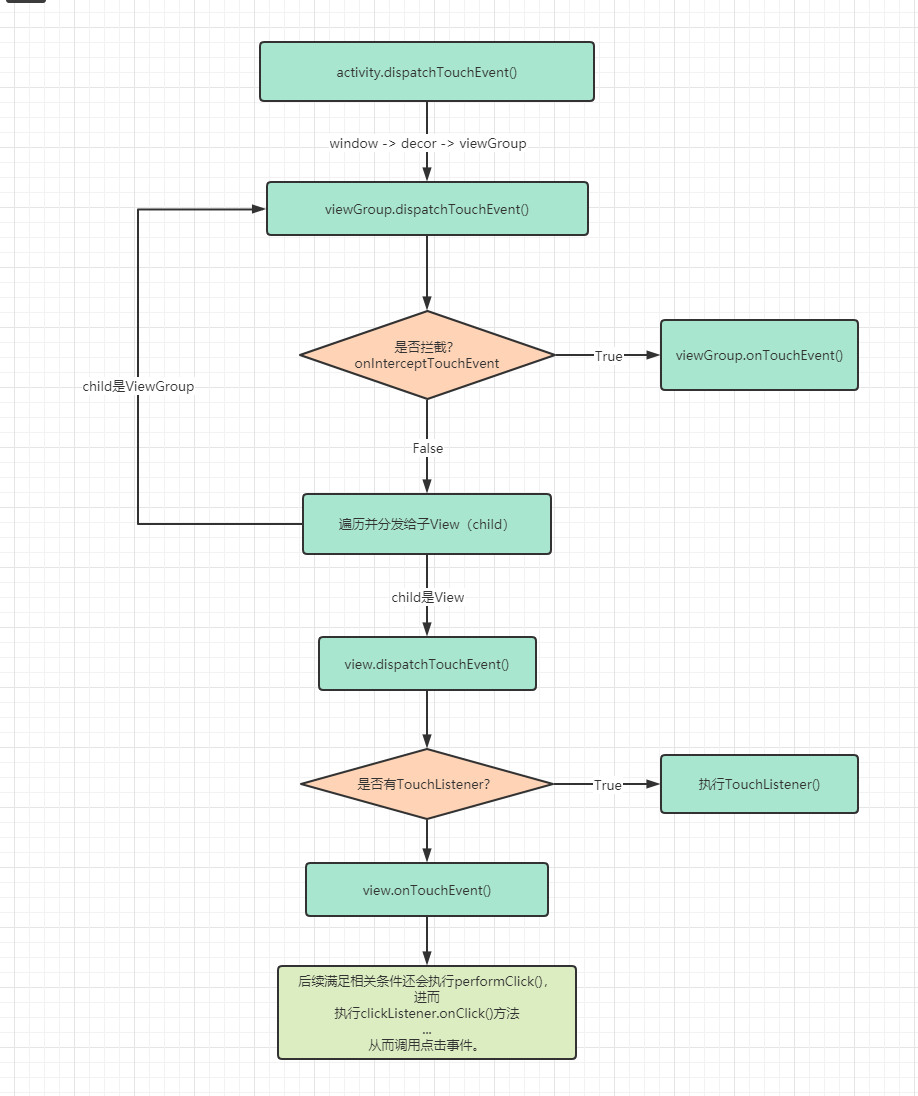 activity.dispatchTouchEvent()
window -> decor -> viewGroup
viewGroup.dispatchTouchEvent()
是否拦截?
onInterceptTouchEvent
True
viewGroup.onTouchEvent()
child是ViewGroup
False
遍历并分发给子View（child）
child是View
view.dispatchTouchEvent()
是否有TouchListener?
True
执行TouchListener()
view.onTouchEvent()
后续满足相关条件还会执行performClick()，
进而
执行clickListener.onClick()方法
...
从而调用点击事件。